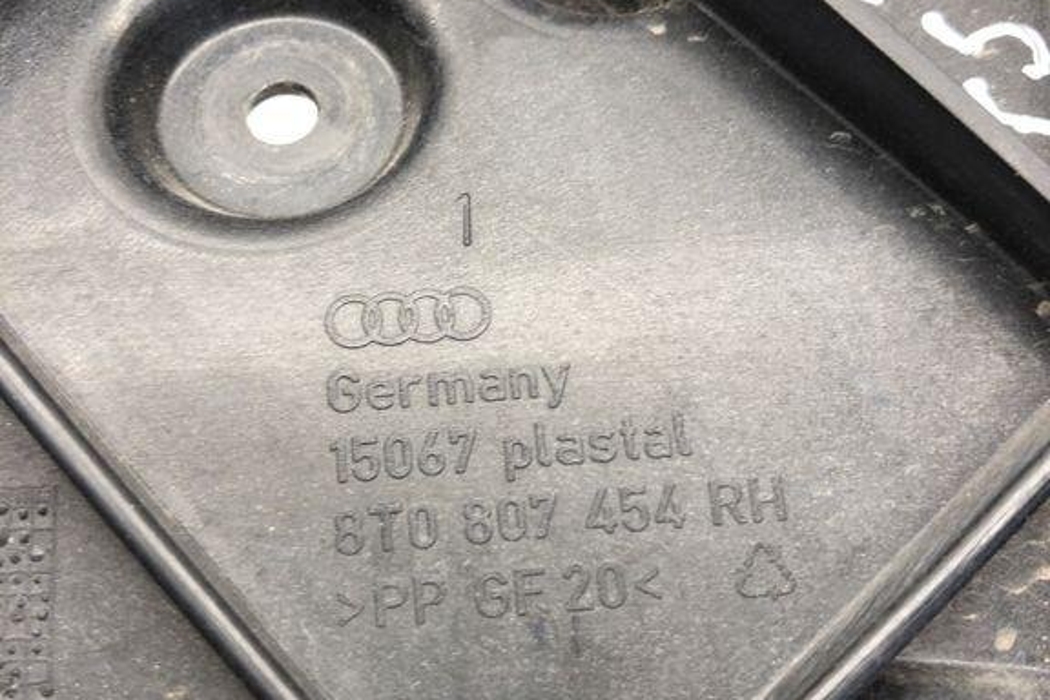 1
Germany
15067 plastal
8T0 807 454 RH
>PP GF 20<